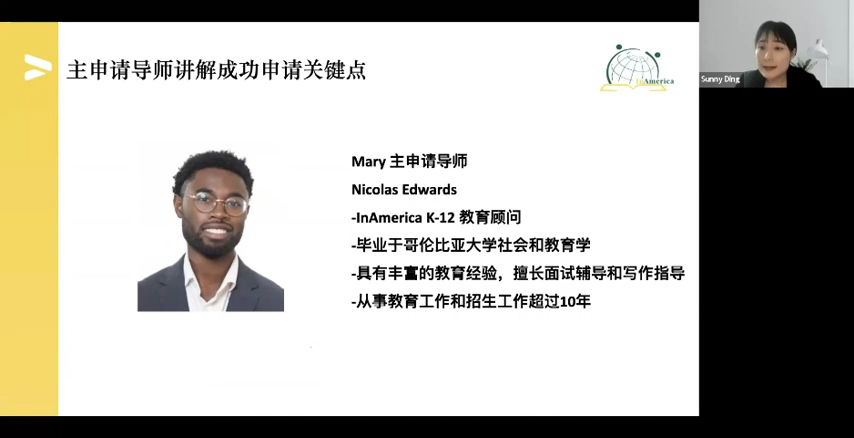 主申请导师讲解成功申请关键点
InAmerica
Mary 主申请导师
Nicolas Edwards
-InAmerica K-12 教育顾问
-毕业于哥伦比亚大学社会和教育学
-具有丰富的教育经验，擅长面试辅导和写作指导
-从事教育工作和招生工作超过10年
Sunny Ding